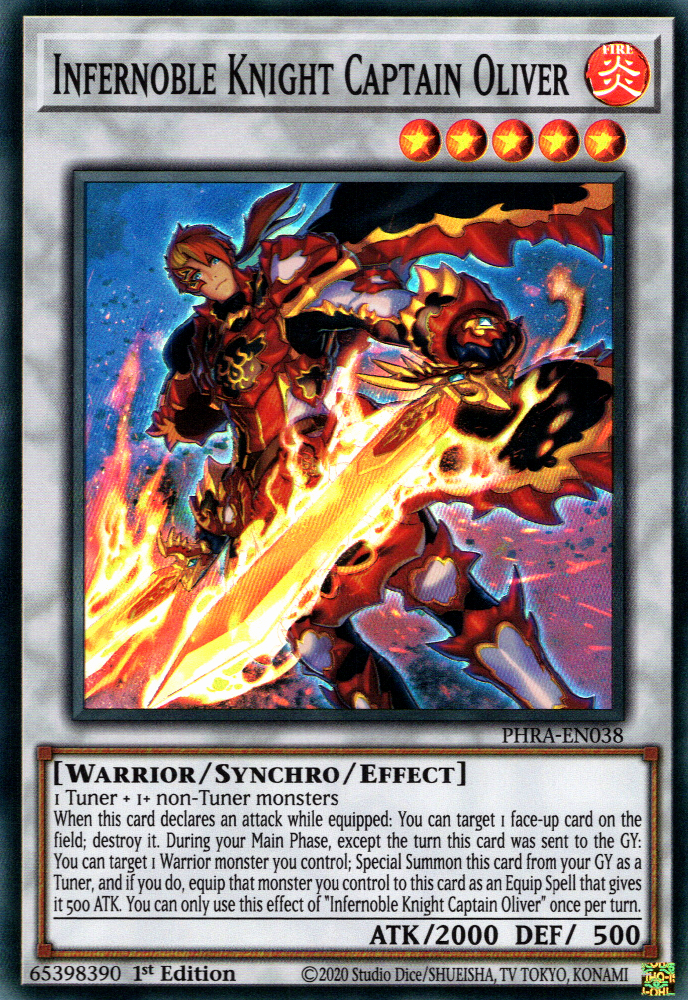 Infernoble Knight Captain Oliver
FIRE
炎
PHRA-EN038
[Warrior/Synchro/Effect]
1 Tuner + 1+ non-Tuner monsters
When this card declares an attack while equipped: You can target 1 face-up card on the
field; destroy it. During your Main Phase, except the turn this card was sent to the GY:
You can target 1 Warrior monster you control; Special Summon this card from your GY as a
Tuner, and if you do, equip that monster you control to this card as an Equip Spell that gives
it 500 ATK. You can only use this effect of "Infernoble Knight Captain Oliver" once per turn.
ATK/2000 DEF/ 500
65398390 1st Edition ©2020 Studio Dice/SHUEISHA, TV TOKYO, KONAMI